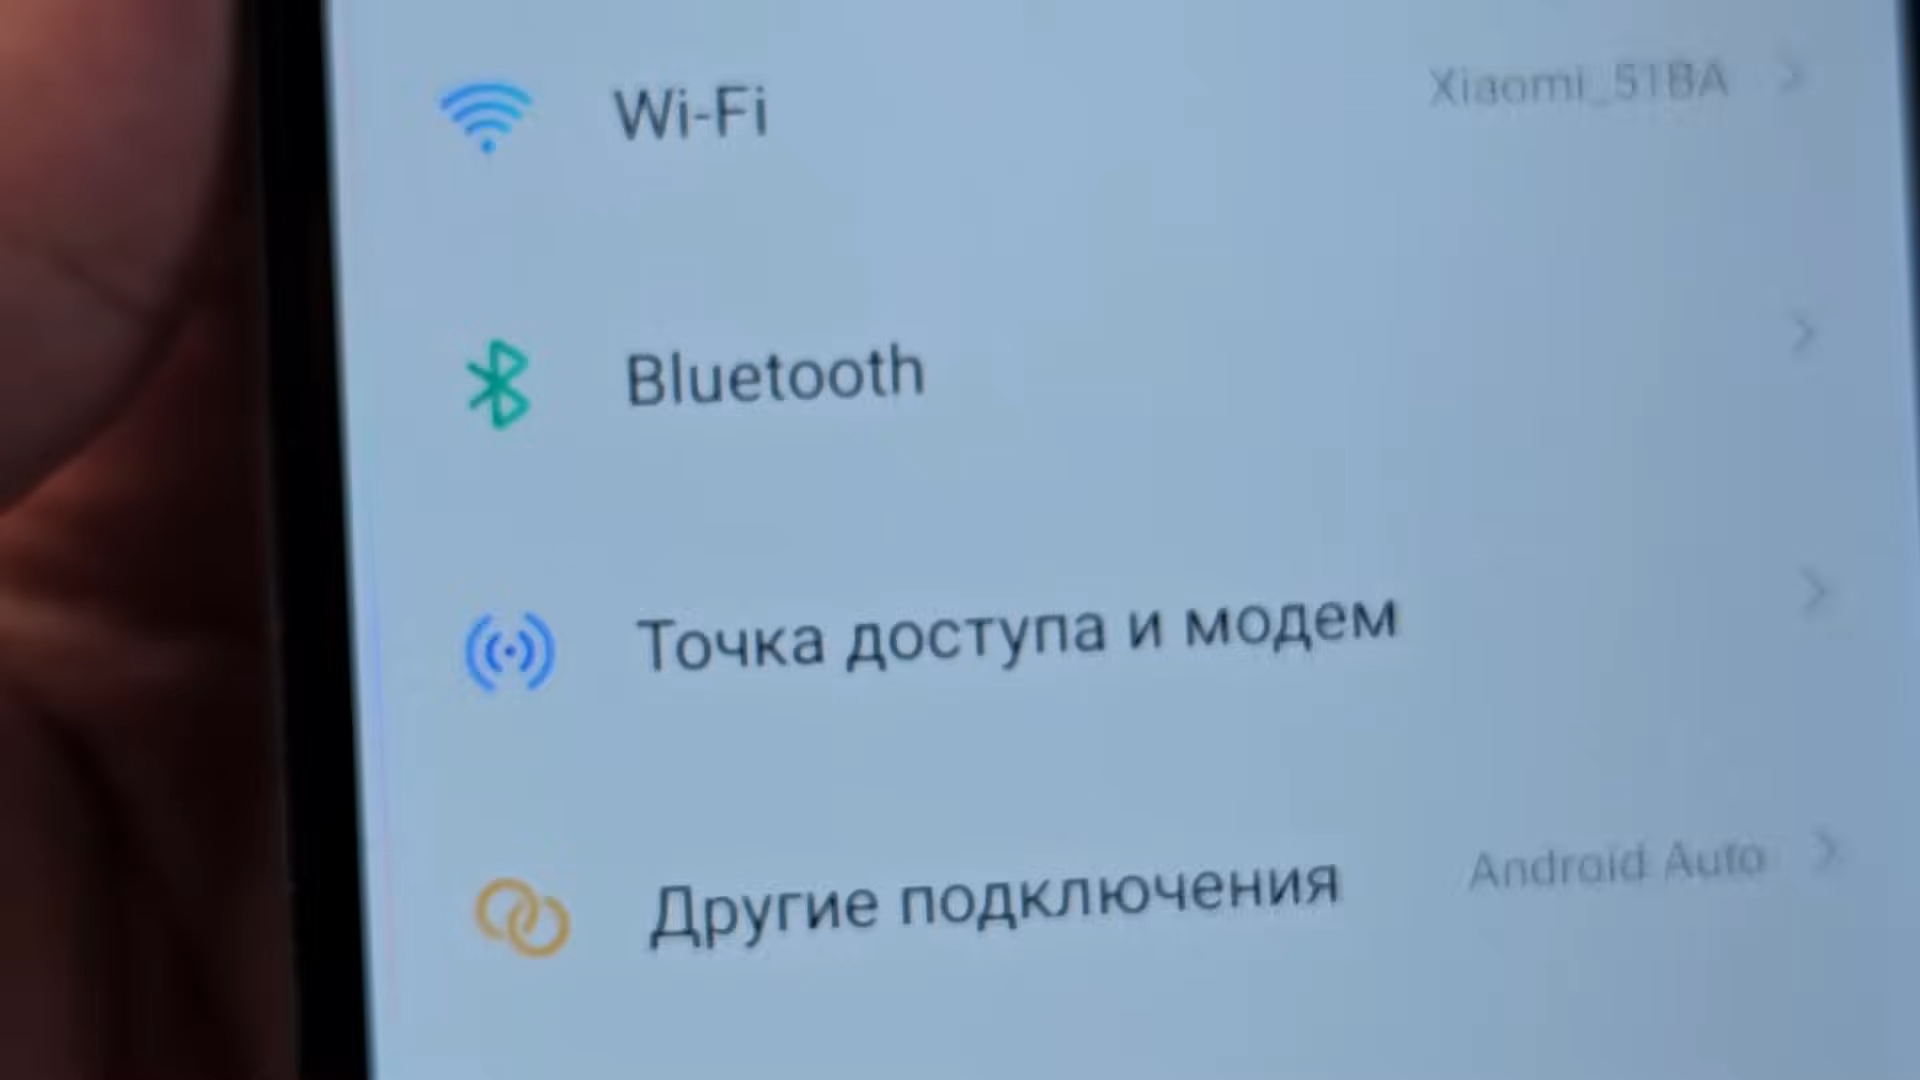 Wi-Fi Xiaomi_51BA
Bluetooth
Точка доступа и модем
Другие подключения Android Auto